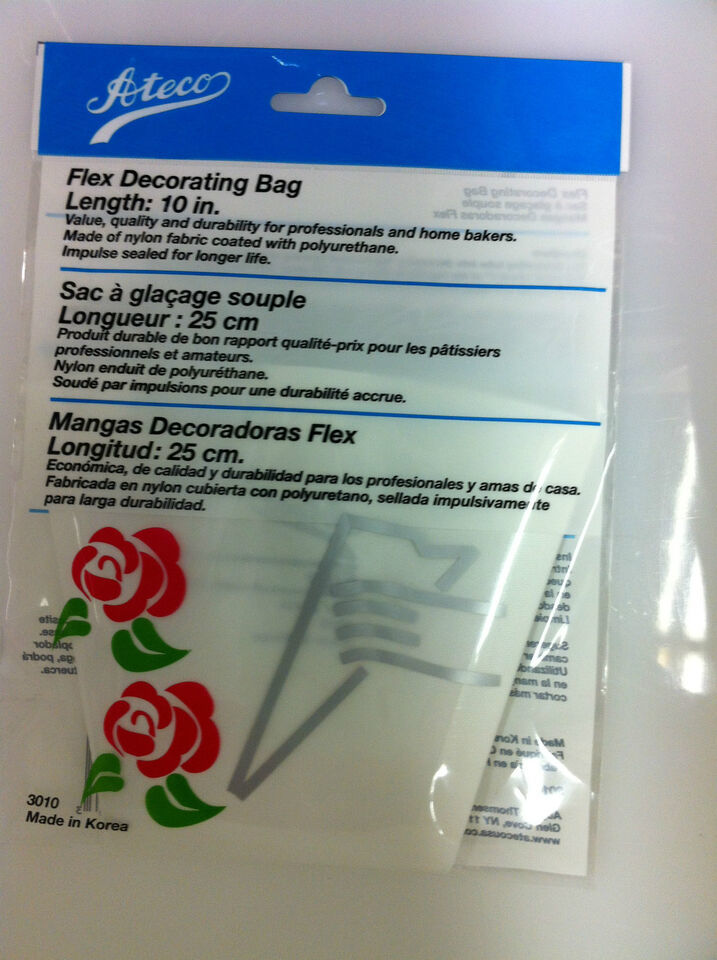 Ateco
Flex Decorating Bag
Length: 10 in.
Value, quality and durability for professionals and home bakers.
Made of nylon fabric coated with polyurethane.
Impulse sealed for longer life.
Sac à glaçage souple
Longueur : 25 cm
Produit durable de bon rapport qualité-prix pour les pâtissiers
professionnels et amateurs.
Nylon enduit de polyuréthane.
Soudé par impulsions pour une durabilité accrue.
Mangas Decoradoras Flex
Longitud: 25 cm.
Económica, de calidad y durabilidad para los profesionales y amas de casa.
Fabricada en nylon cubierta con polyuretano, sellada impulsivamente
para larga durabilidad.
3010
Made in Korea